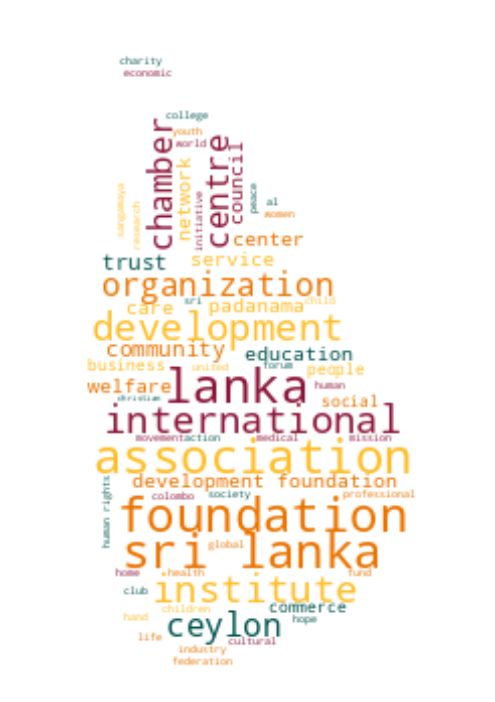 charity
economic
college
youth
world
chamber
centre
council
network
initiative
sangamaya
research
peace
al
women
center
trust
service
organization
sri
child
care
padanama
development
community
education
business
united
forum
people
welfare
lanka
human
christian
social
international
movement
action
medical
mission
association
development foundation
human rights
colombo
society
professional
foundation
sri lanka
global
home
health
fund
club
institute
children
commerce
hand
hope
ceylon
life
cultural
industry
federation